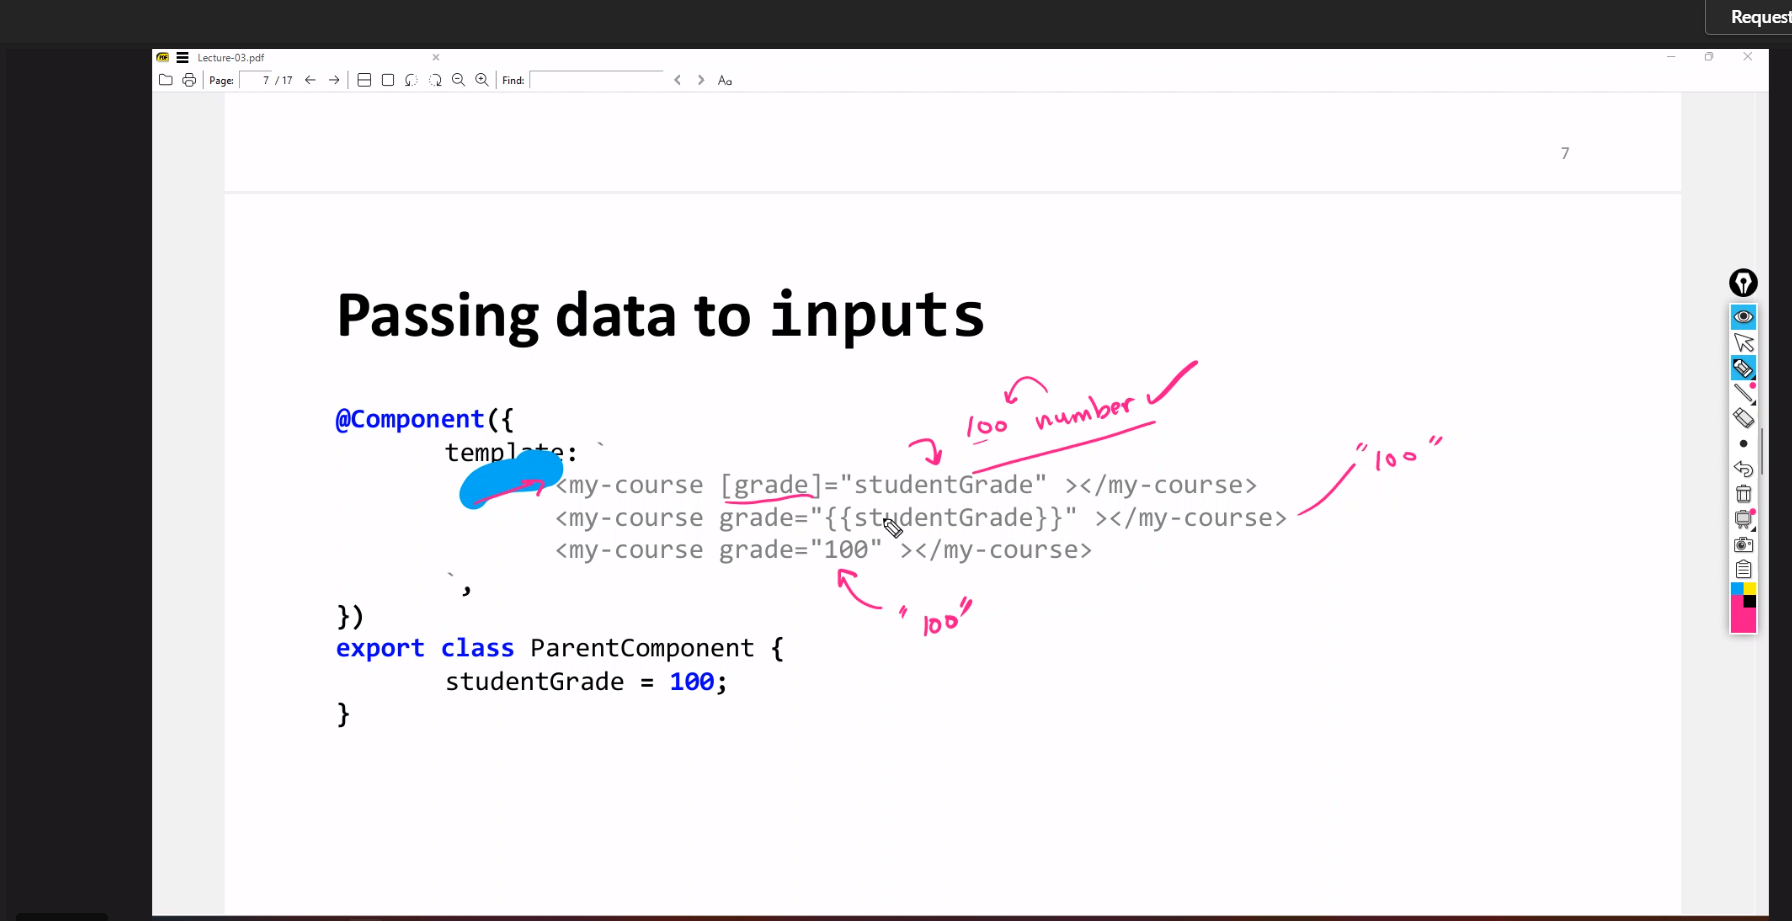 Request
Lecture-03.pdf
Page: 7 / 17 Find: Aa
7
Passing data to inputs
100 number
@Component({
template: `
"100"
<my-course [grade]="studentGrade" ></my-course>
<my-course grade="{{studentGrade}}" ></my-course>
<my-course grade="100" ></my-course>
`,
"100"
})
export class ParentComponent {
studentGrade = 100;
}